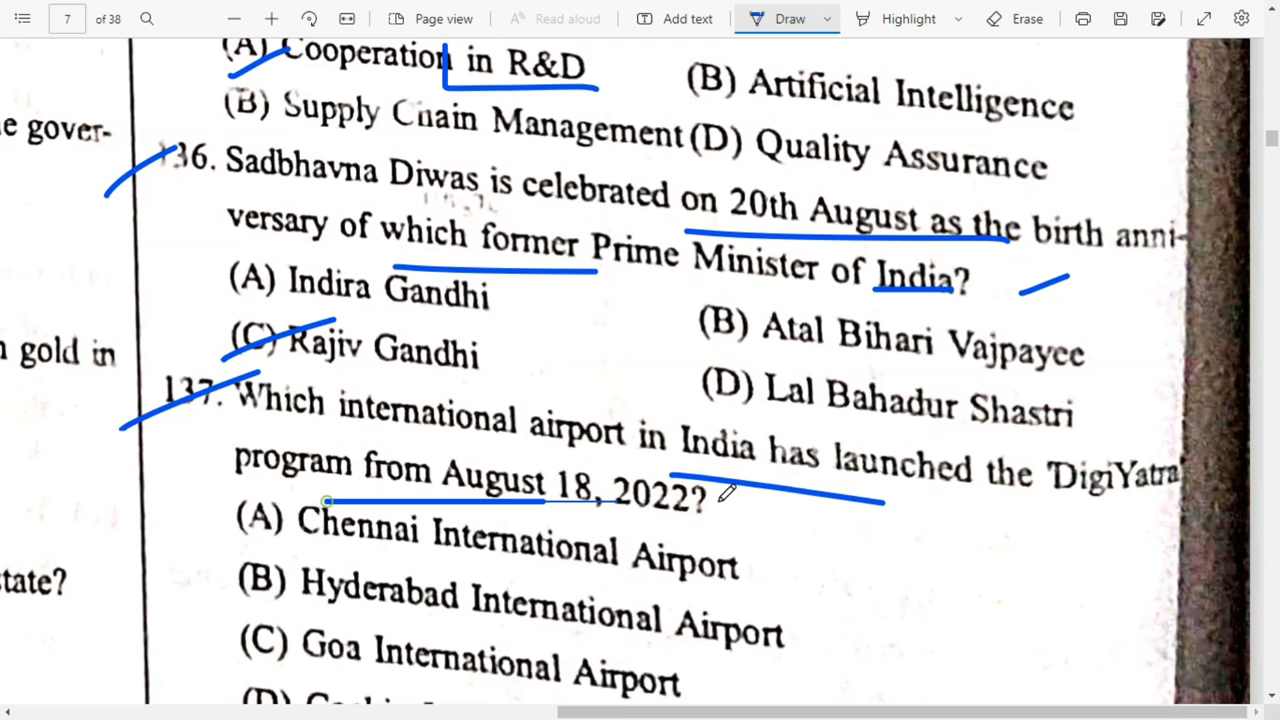 7 of 38 Page view Read aloud Add text Draw Highlight Erase
(A) Cooperation in R&D (B) Artificial Intelligence
e gover-
(B) Supply Chain Management (D) Quality Assurance
136. Sadbhavna Diwas is celebrated on 20th August as the birth anni-
versary of which former Prime Minister of India?
(A) Indira Gandhi (B) Atal Bihari Vajpayee
gold in
(C) Rajiv Gandhi (D) Lal Bahadur Shastri
137. Which international airport in India has launched the 'DigiYatra'
program from August 18, 2022?
(A) Chennai International Airport
tate?
(B) Hyderabad International Airport
(C) Goa International Airport
(D)